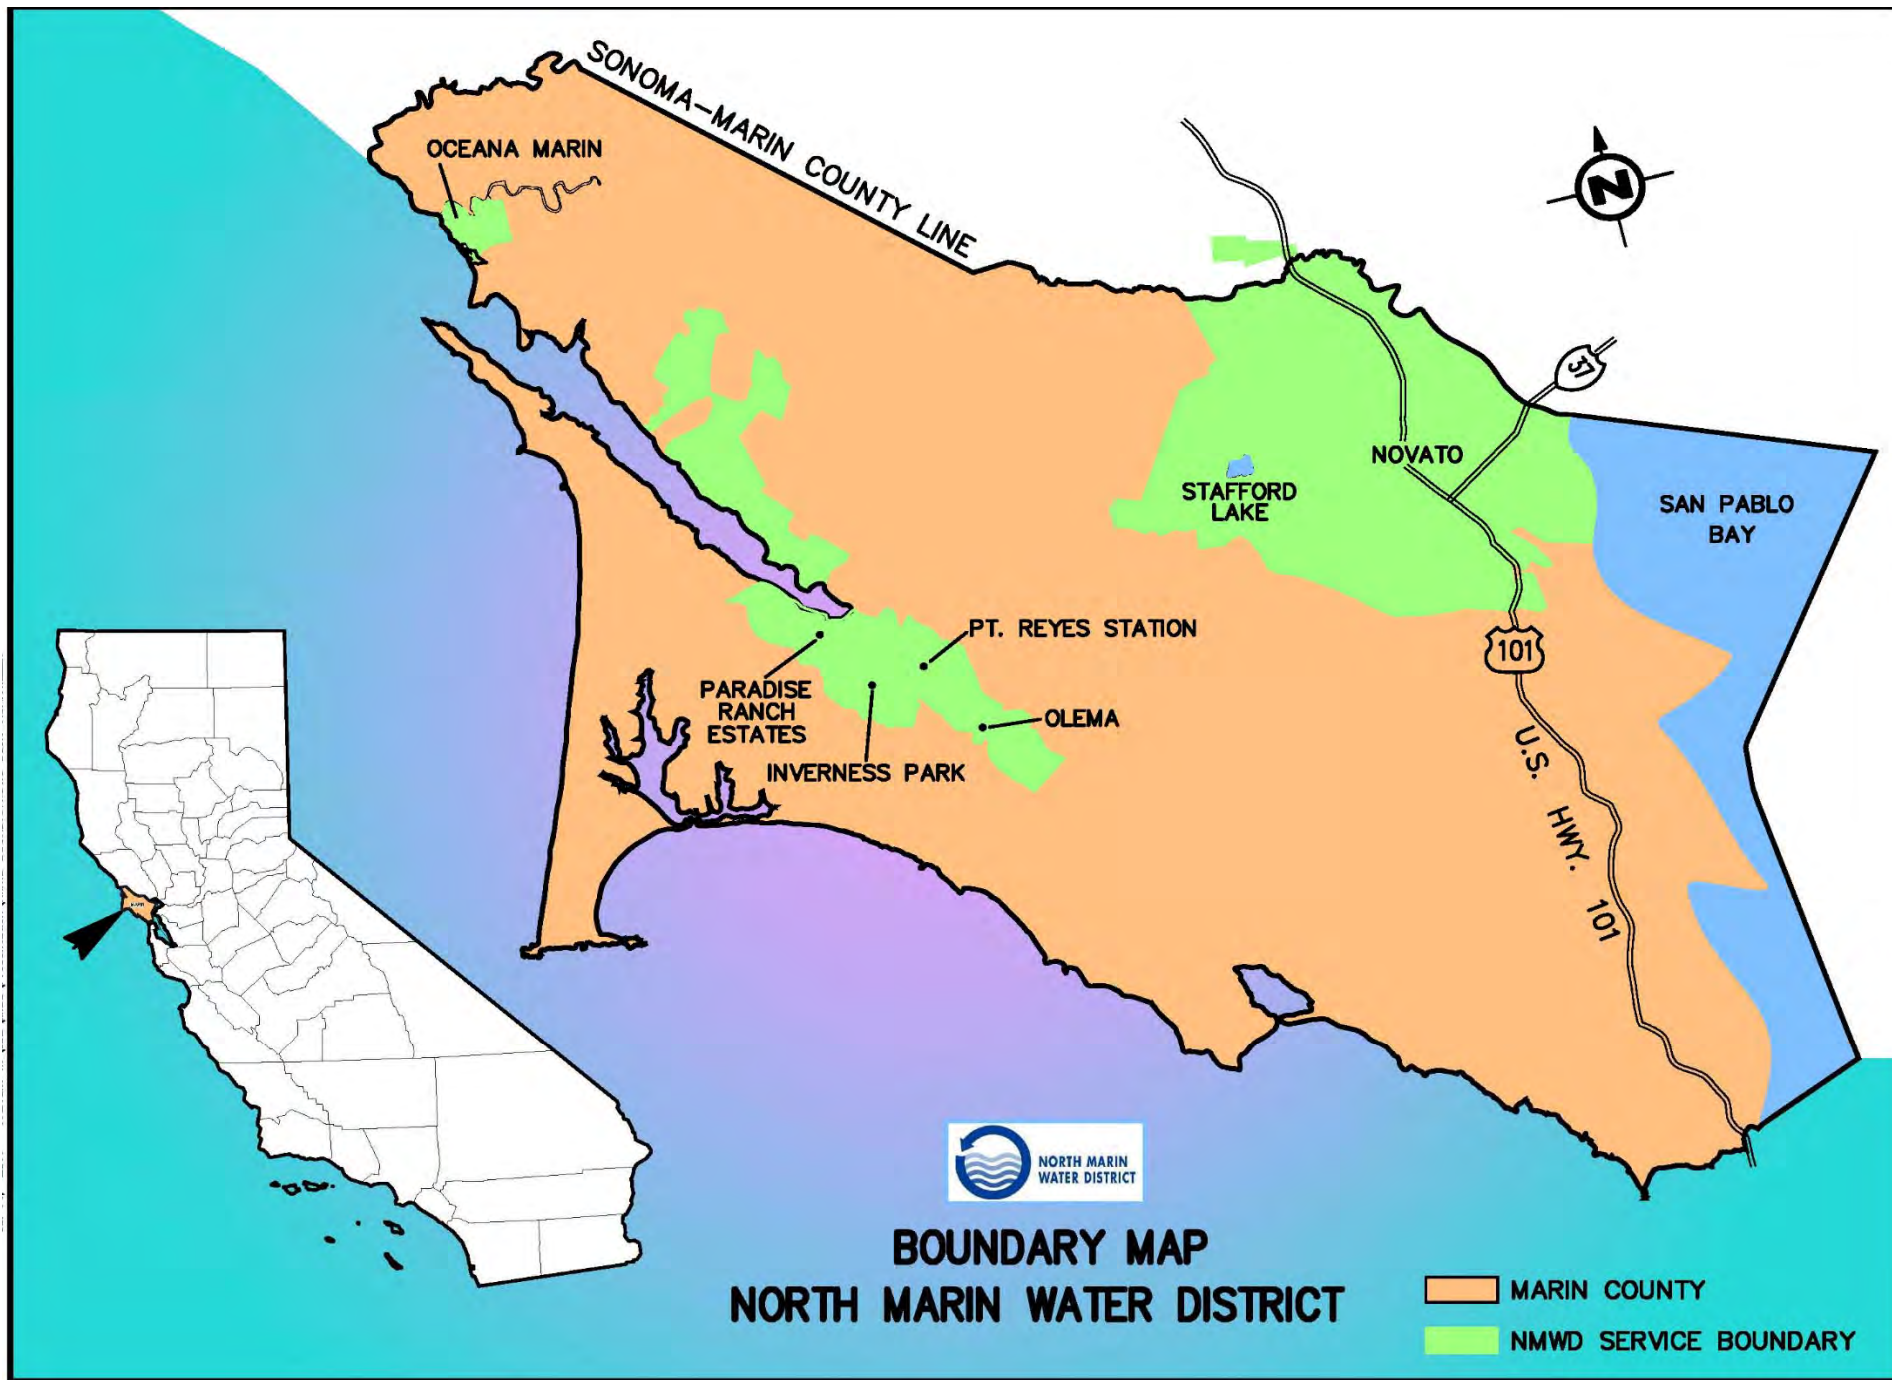 SONOMA-MARIN COUNTY LINE
OCEANA MARIN
N
37
NOVATO
STAFFORD
LAKE
SAN PABLO
BAY
PT. REYES STATION
101
PARADISE
RANCH
ESTATES
OLEMA
INVERNESS PARK
U.S. HWY. 101
NORTH MARIN
WATER DISTRICT
BOUNDARY MAP
NORTH MARIN WATER DISTRICT
MARIN COUNTY
NMWD SERVICE BOUNDARY